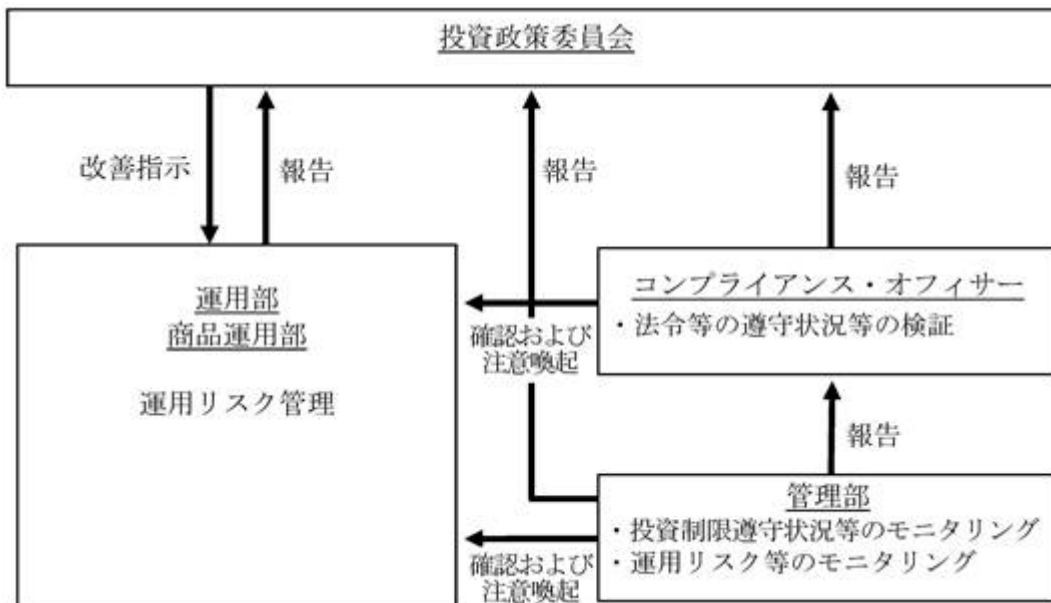 投資政策委員会
改善指示
報告
報告
報告
運用部
商品運用部
運用リスク管理
確認および
注意喚起
コンプライアンス・オフィサー
・法令等の遵守状況等の検証
報告
確認および
注意喚起
管理部
・投資制限遵守状況等のモニタリング
・運用リスク等のモニタリング